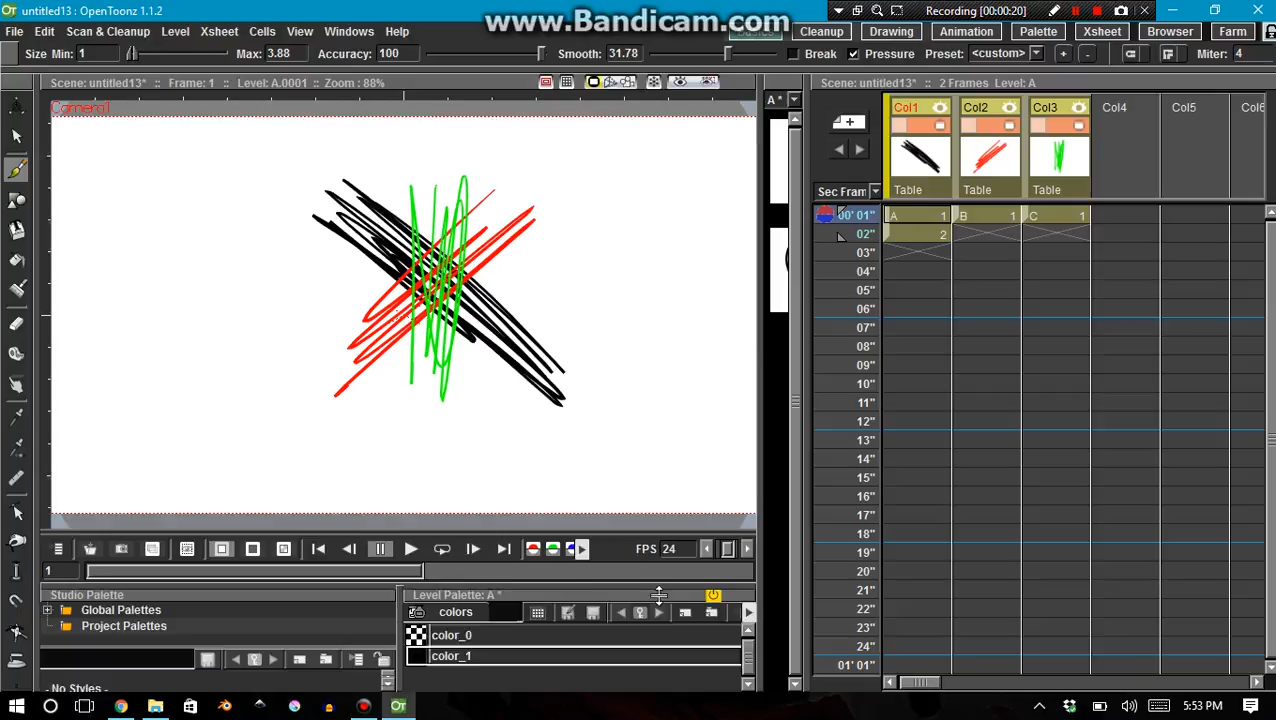 untitled13* : OpenToonz 1.1.2
www.Bandicam.com
Recording [00:00:20]
File Edit Scan & Cleanup Level Xsheet Cells View Windows Help
Basics Cleanup Drawing Animation Palette Xsheet Browser Farm
Size Min: 1 Max: 3.88 Accuracy: 100 Smooth: 31.78 Break Pressure Preset: <custom> + - Miter: 4
Scene: untitled13* :: Frame: 1 :: Level: A.0001 :: Zoom : 88%
Scene: untitled13* :: 2 Frames :: Level: A
Camera1
A*
Col1 Col2 Col3 Col4 Col5 Col6
Table Table Table
Sec Fram
00' 01" A 1 B 1 C 1
02" 2
03"
04"
05"
06"
07"
08"
09"
10"
11"
12"
13"
14"
15"
16"
17"
18"
19"
20"
21"
22"
23"
24"
01' 01"
FPS 24
1
Studio Palette
Global Palettes
Project Palettes
- No Styles -
Level Palette: A *
colors
color_0
color_1
5:53 PM